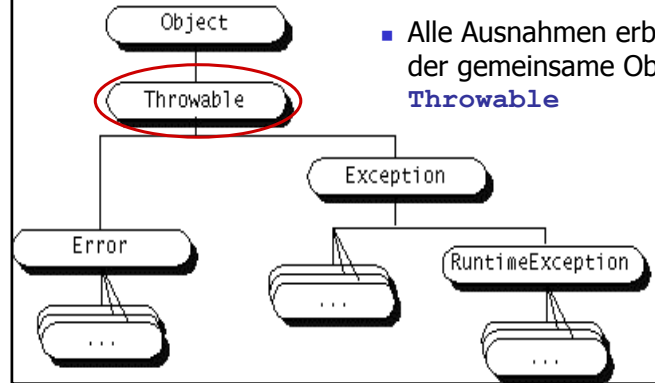 Object
Alle Ausnahmen erb
der gemeinsame Ob
Throwable
Throwable
Exception
Error
RuntimeException
...
...
...